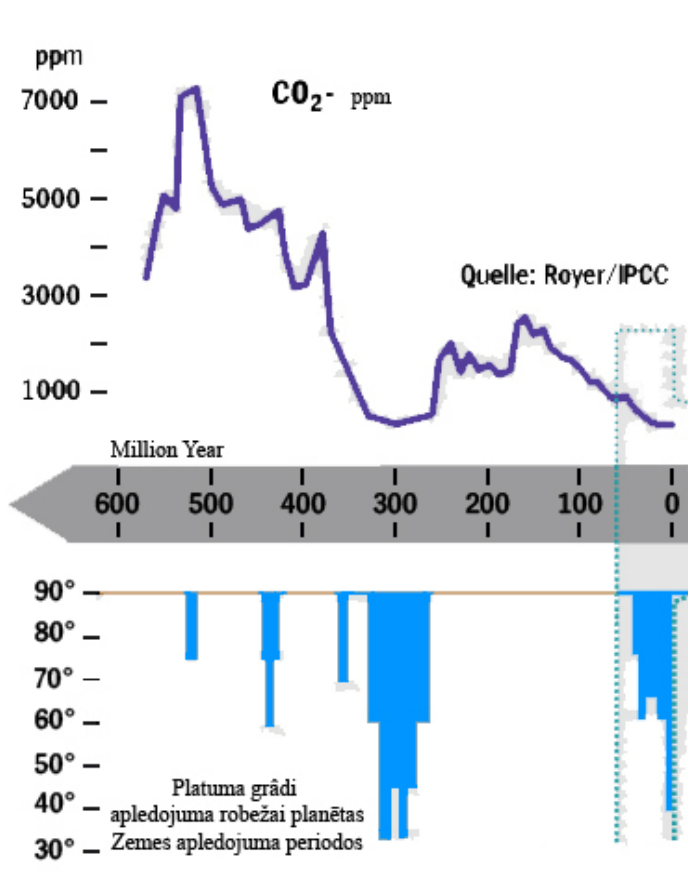 ppm
CO₂- ppm
7000
5000
Quelle: Royer/IPCC
3000
1000
Million Year
600 500 400 300 200 100 0
90°
80°
70°
60°
50°
40°
30°
Platuma grâdi
apledojuma robežai planētas
Zemes apledojuma periodos